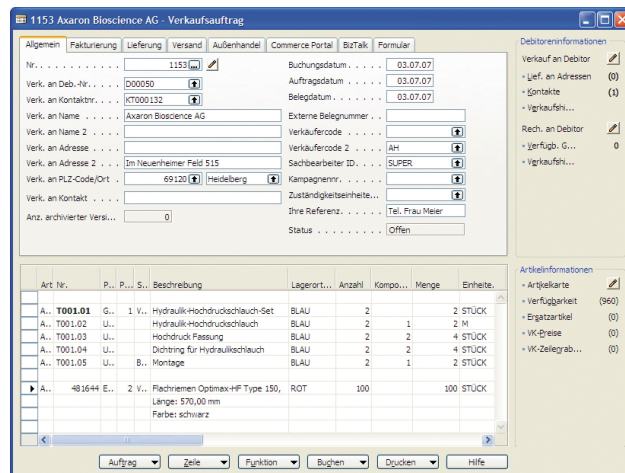 1153 Axaron Bioscience AG - Verkaufsauftrag
Allgemein Fakturierung Lieferung Versand Außenhandel Commerce Portal BizTalk Formular
Nr. . . . . . . . . . . . . 1153
Verk. an Deb.-Nr. . . . . D00050
Verk. an Kontaktnr. . . . KT000132
Verk. an Name . . . . . . Axaron Bioscience AG
Verk. an Name 2 . . . . .
Verk. an Adresse . . . . .
Verk. an Adresse 2 . . . Im Neuenheimer Feld 515
Verk. an PLZ-Code/Ort . 69120 Heidelberg
Verk. an Kontakt . . . . .
Anz. archivierter Versi... 0
Buchungsdatum . . . . . 03.07.07
Auftragsdatum . . . . . . 03.07.07
Belegdatum . . . . . . . . 03.07.07
Externe Belegnummer . .
Verkäufercode . . . . . .
Verkäufercode 2 . . . . . AH
Sachbearbeiter ID. . . . . SUPER
Kampagnennr. . . . . . .
Zuständigkeitseinheite...
Ihre Referenz. . . . . . . Tel. Frau Meier
Status . . . . . . . . . Offen
Debitoreninformationen
Verkauf an Debitor
Lief. an Adressen (0)
Kontakte (1)
Verkaufshi...
Rech. an Debitor
Verfügb. G... 0
Verkaufshi...
Art Nr. P... P... S.. Beschreibung Lagerort... Anzahl Kompo... Menge Einheite.
A.. T001.01 G.. 1 V... Hydraulik-Hochdruckschlauch-Set BLAU 2 2 STÜCK
A.. T001.02 U... Hydraulik-Hochdruckschlauch BLAU 2 1 2 M
A.. T001.03 U... Hochdruck Fassung BLAU 2 2 4 STÜCK
A.. T001.04 U... Dichtring für Hydraulikschlauch BLAU 2 2 4 STÜCK
A.. T001.05 B.. Montage BLAU 2 1 2 STÜCK
A.. 481644 E.. 2 V... Flachriemen Optimax-HF Type 150, ROT 100 100 STÜCK
Länge: 570,00 mm
Farbe: schwarz
Artikelinformationen
Artikelkarte
Verfügbarkeit (960)
Ersatzartikel (0)
VK-Preise (0)
VK-Zeilenrab... (0)
Auftrag Zeile Funktion Buchen Drucken Hilfe